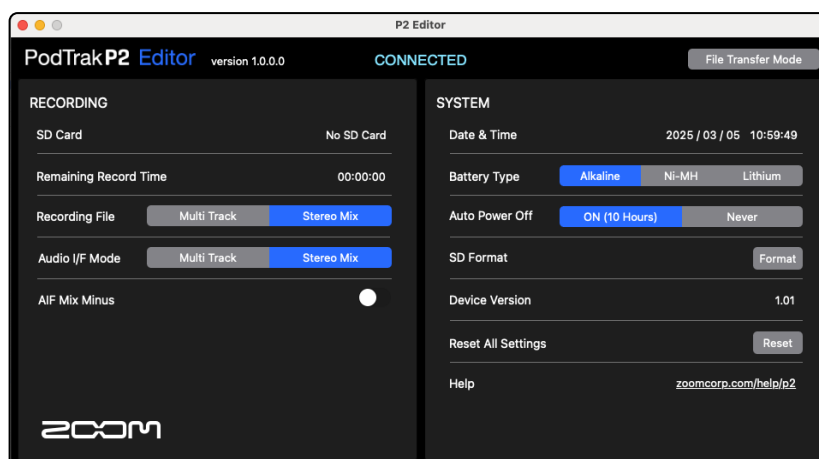 P2 Editor
PodTrak P2 Editor version 1.0.0.0 CONNECTED File Transfer Mode
RECORDING
SD Card No SD Card
Remaining Record Time 00:00:00
Recording File Multi Track Stereo Mix
Audio I/F Mode Multi Track Stereo Mix
AIF Mix Minus
zoom
SYSTEM
Date & Time 2025 / 03 / 05 10:59:49
Battery Type Alkaline Ni-MH Lithium
Auto Power Off ON (10 Hours) Never
SD Format Format
Device Version 1.01
Reset All Settings Reset
Help zoomcorp.com/help/p2